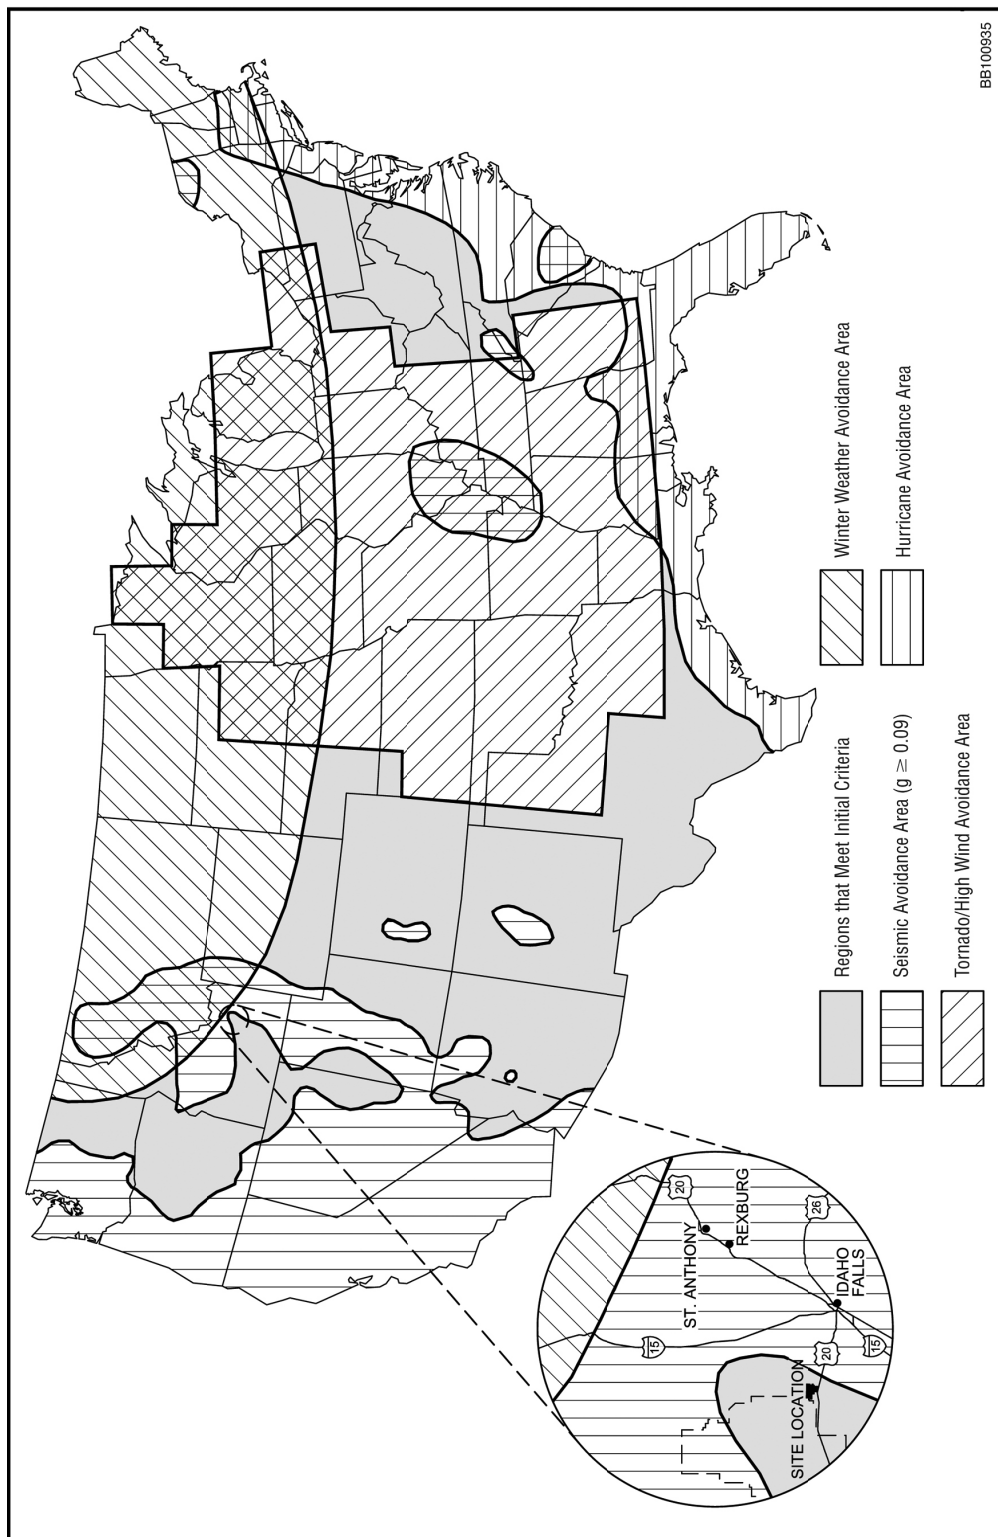 BB100935
Regions that Meet Initial Criteria
Seismic Avoidance Area (g ≥ 0.09)
Tornado/High Wind Avoidance Area
Winter Weather Avoidance Area
Hurricane Avoidance Area
20
ST. ANTHONY
REXBURG
26
15
IDAHO
FALLS
SITE LOCATION
20
15